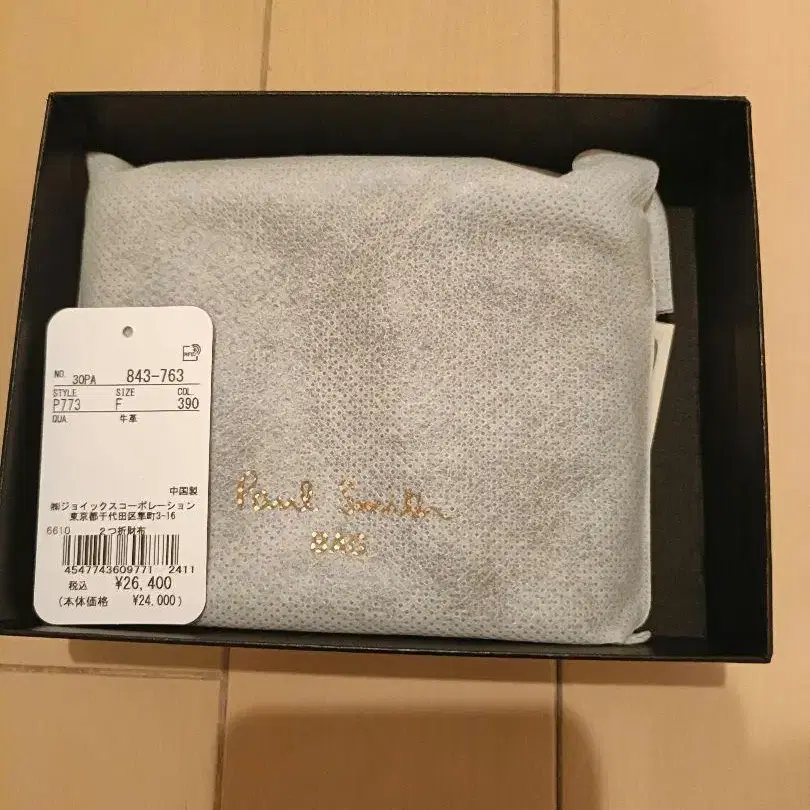 NO. 30PA 843-763
STYLE SIZE COL.
P773 F 390
QUA. 牛革
中国製
㈱ジョイックスコーポレーション
東京都千代田区隼町3-16
6610 2つ折財布
4547743609771 2411
税込 ¥26,400
(本体価格 ¥24,000)
Paul Smith
BAG